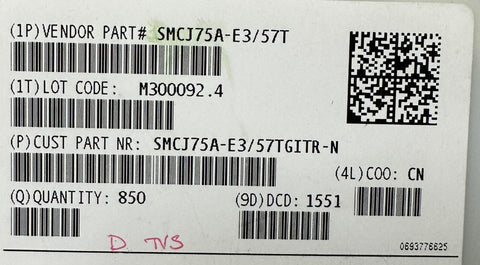 (1P)VENDOR PART# SMCJ75A-E3/57T
(1T)LOT CODE: M300092.4
(P)CUST PART NR: SMCJ75A-E3/57TGITR-N
(4L)COO: CN
(Q)QUANTITY: 850 (9D)DCD: 1551
D TVS
0693776625